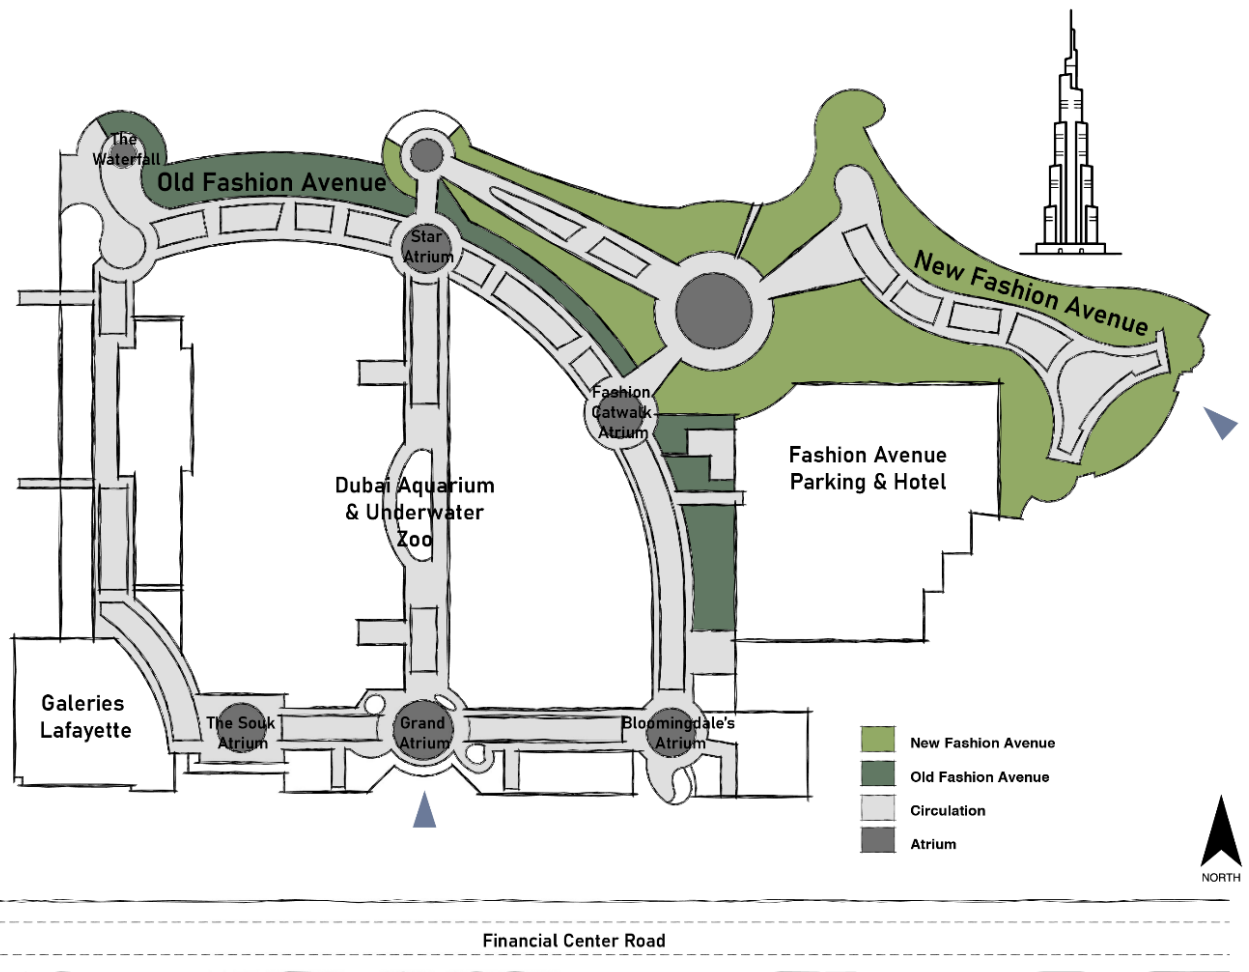 The
Waterfall
Old Fashion Avenue
Star
Atrium
New Fashion Avenue
Fashion
Catwalk
Atrium
Fashion Avenue
Parking & Hotel
Dubai Aquarium
& Underwater
Zoo
Galeries
Lafayette
The Souk
Atrium
Grand
Atrium
Bloomingdale's
Atrium
New Fashion Avenue
Old Fashion Avenue
Circulation
Atrium
NORTH
Financial Center Road